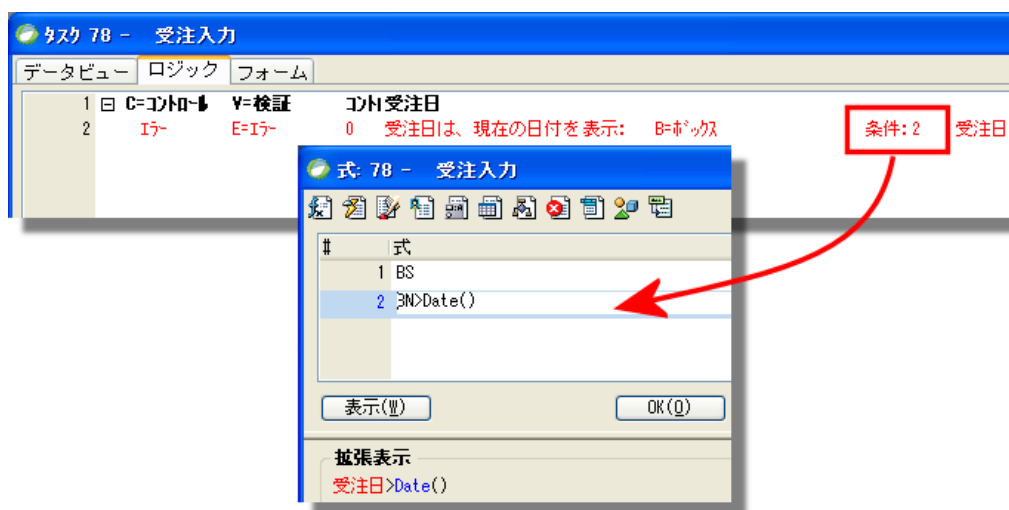 ﾀｽｸ 78 - 受注入力
データビュー ロジック フォーム
1 C=ｺﾝﾄﾛｰﾙ V=検証 ｺﾝﾄﾛ 受注日
2 ｴﾗｰ E=ｴﾗｰ 0 受注日は、現在の日付を 表示: B=ﾎﾞｯｸｽ 条件: 2 受注日
式: 78 - 受注入力
# 式
1 BS
2 BN>Date()
表示(W) OK(O)
拡張表示
受注日>Date()